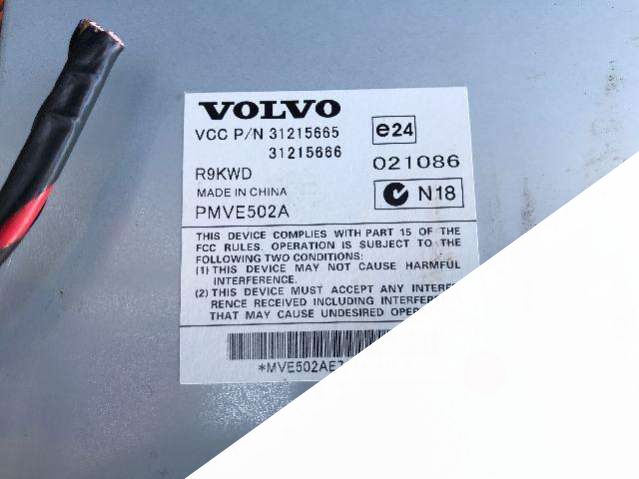 VOLVO
VCC P/N 31215665
31215666
e24
021086
R9KWD
MADE IN CHINA
PMVE502A
N18
THIS DEVICE COMPLIES WITH PART 15 OF THE
FCC RULES. OPERATION IS SUBJECT TO THE
FOLLOWING TWO CONDITIONS:
(1) THIS DEVICE MAY NOT CAUSE HARMFUL
INTERFERENCE.
(2) THIS DEVICE MUST ACCEPT ANY
RENCE RECEIVED INCLUDING
THAT MAY CAUSE UNDESIRED